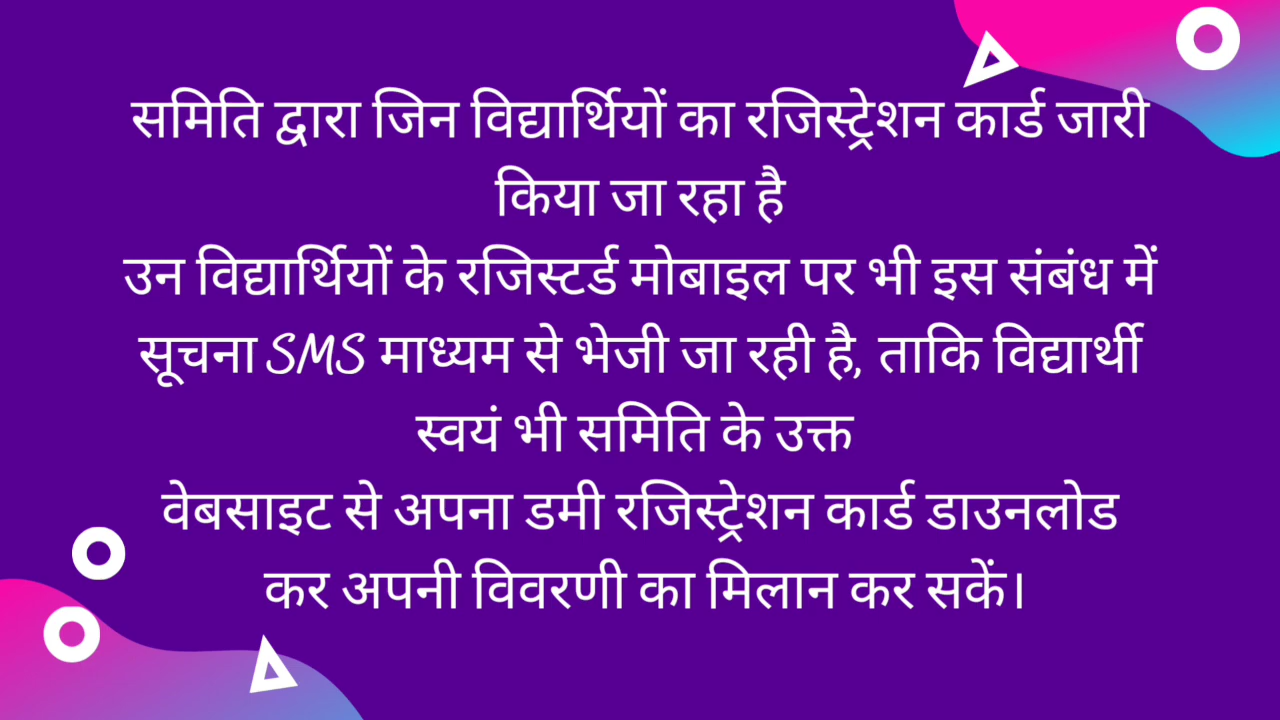 समिति द्वारा जिन विद्यार्थियों का रजिस्ट्रेशन कार्ड जारी
किया जा रहा है
उन विद्यार्थियों के रजिस्टर्ड मोबाइल पर भी इस संबंध में
सूचना SMS माध्यम से भेजी जा रही है, ताकि विद्यार्थी
स्वयं भी समिति के उक्त
वेबसाइट से अपना डमी रजिस्ट्रेशन कार्ड डाउनलोड
कर अपनी विवरणी का मिलान कर सकें।